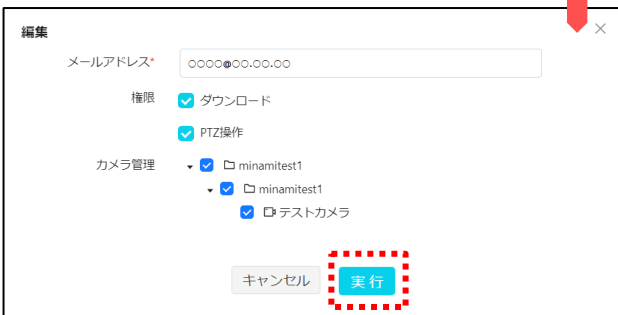 編集
メールアドレス*
○○○○@○○.○○.○○
権限
ダウンロード
PTZ操作
カメラ管理
minamitest1
minamitest1
テストカメラ
キャンセル
実行